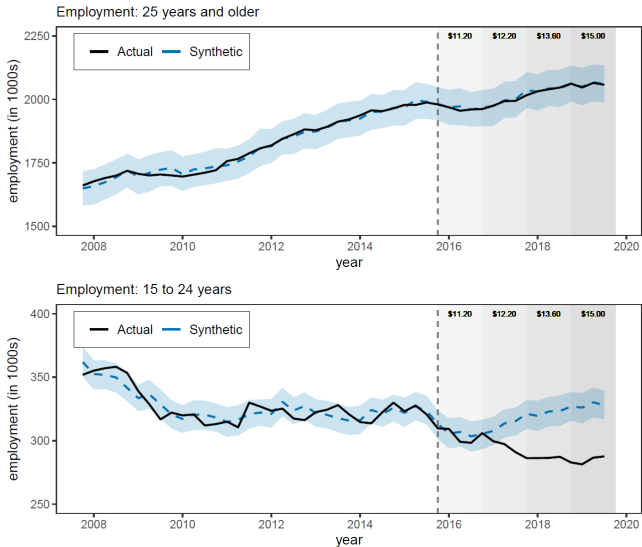 Employment: 25 years and older
employment (in 1000s)
2250
2000
1750
1500
Actual Synthetic
$11.20 $12.20 $13.60 $15.00
2008 2010 2012 2014 2016 2018 2020
year
Employment: 15 to 24 years
employment (in 1000s)
400
350
300
250
Actual Synthetic
$11.20 $12.20 $13.60 $15.00
2008 2010 2012 2014 2016 2018 2020
year